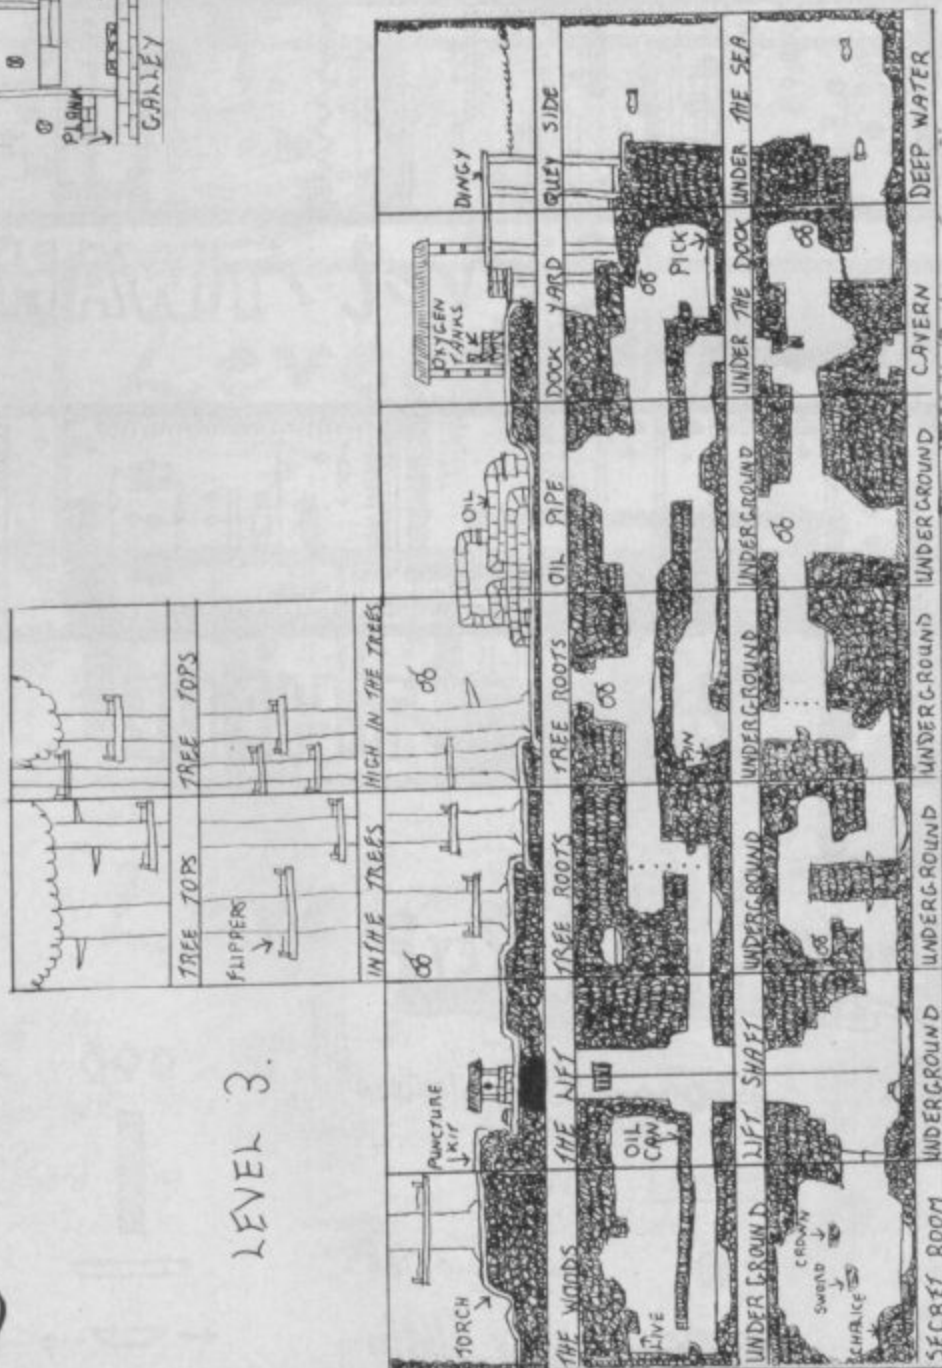 PLANK
GALLEY
TREE TOPS TREE TOPS
LEVEL 3.
FLIPPERS
IN THE TREES HIGH IN THE TREES
PUNCTURE
KIT
TORCH
OIL
OXYGEN
TANKS
DINGY
THE WOODS THE LIFT TREE ROOTS TREE ROOTS OIL PIPE DOCK YARD QUEY SIDE
OIL
CAN
LIVE
PIN
PICK
UNDERGROUND LIFT SHAFT UNDERGROUND UNDERGROUND UNDERGROUND UNDER THE DOCK UNDER THE SEA
CROWN
SWORD
CHALICE
SECRET ROOM UNDERGROUND UNDERGROUND UNDERGROUND UNDERGROUND CAVERN DEEP WATER